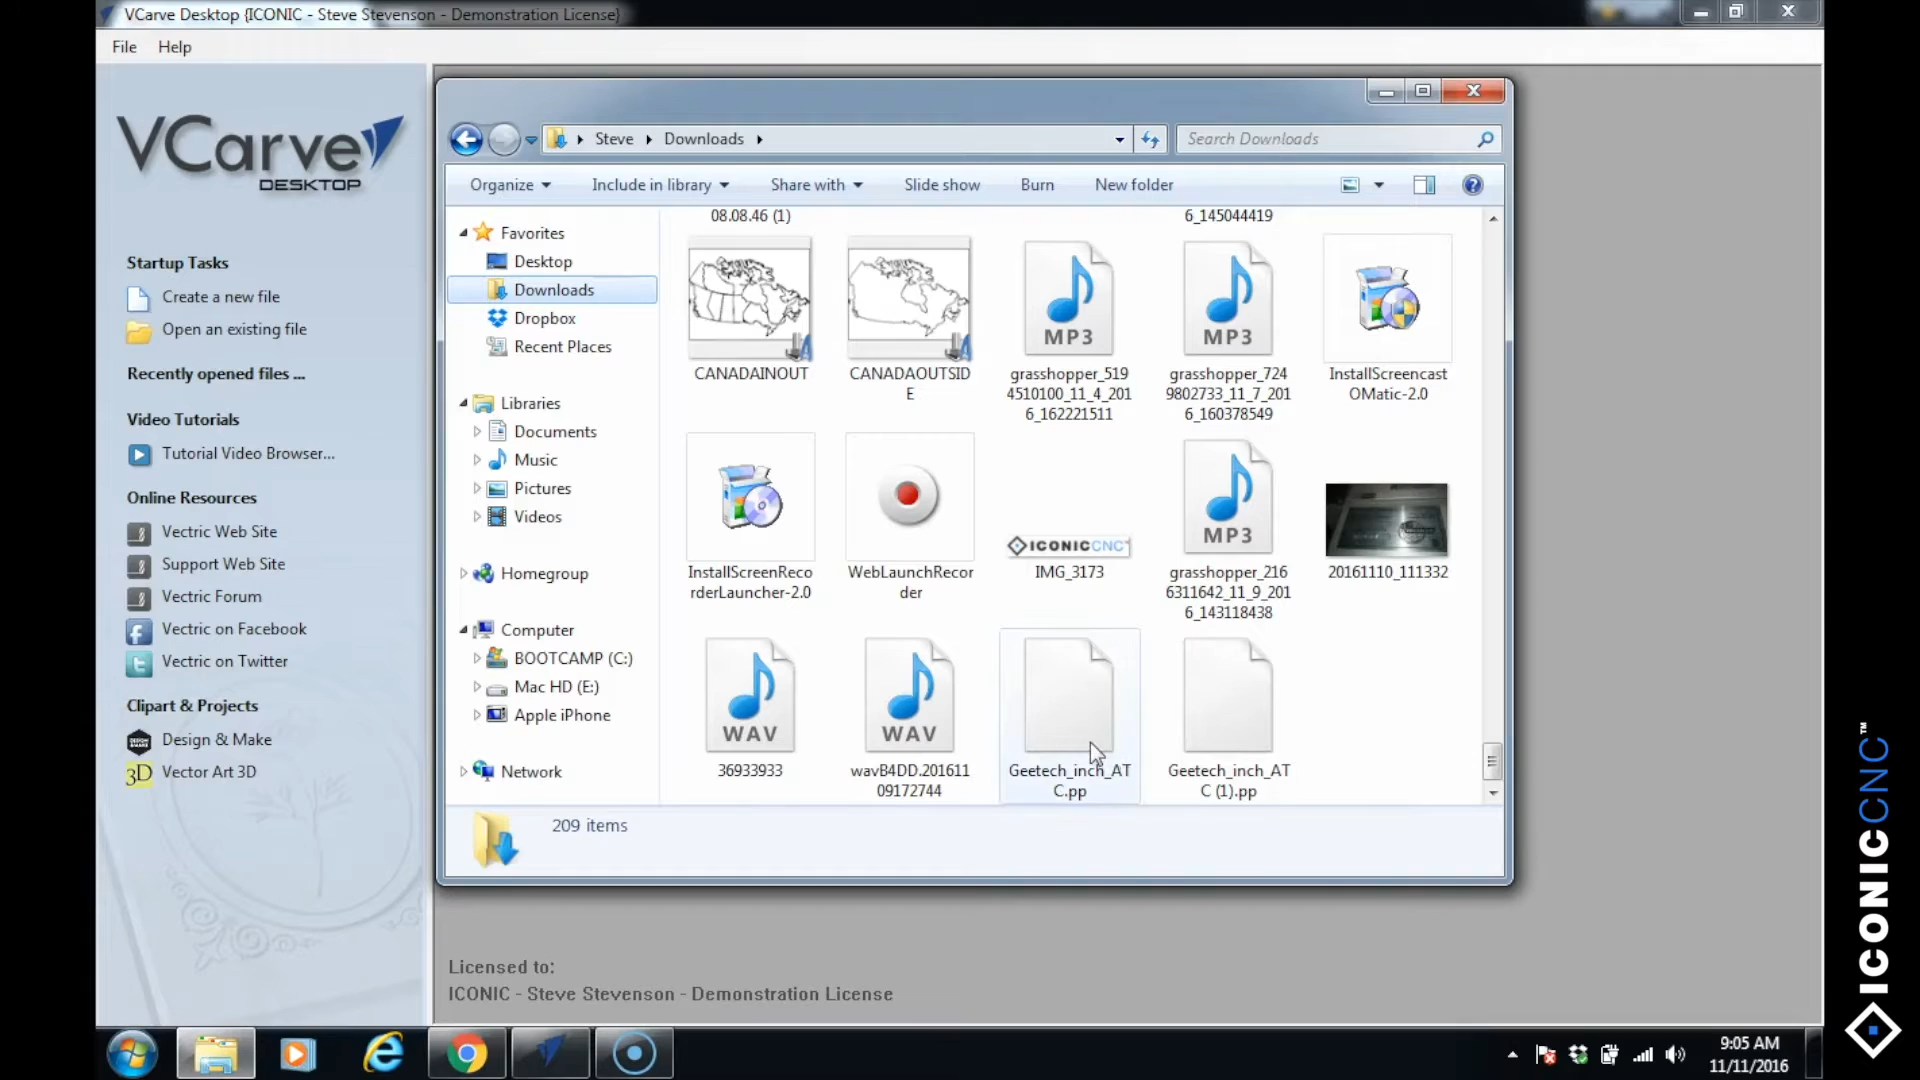 VCarve Desktop {ICONIC - Steve Stevenson - Demonstration License}
File Help
VCarve
DESKTOP
Startup Tasks
Create a new file
Open an existing file
Recently opened files ...
Video Tutorials
Tutorial Video Browser...
Online Resources
Vectric Web Site
Support Web Site
Vectric Forum
Vectric on Facebook
Vectric on Twitter
Clipart & Projects
Design & Make
3D Vector Art 3D
Steve Downloads
Search Downloads
Organize Include in library Share with Slide show Burn New folder
Favorites
Desktop
Downloads
Dropbox
Recent Places
Libraries
Documents
Music
Pictures
Videos
Homegroup
Computer
BOOTCAMP (C:)
Mac HD (E:)
Apple iPhone
Network
08.08.46 (1)
6_145044419
CANADAINOUT
CANADAOUTSID
E
MP3
grasshopper_519
4510100_11_4_201
6_162221511
MP3
grasshopper_724
9802733_11_7_201
6_160378549
InstallScreencast
OMatic-2.0
InstallScreenReco
rderLauncher-2.0
WebLaunchRecor
der
ICONICCNC
IMG_3173
MP3
grasshopper_216
6311642_11_9_201
6_143118438
20161110_111332
WAV
36933933
WAV
wavB4DD.201611
09172744
Geetech_inch_AT
C.pp
Geetech_inch_AT
C (1).pp
209 items
Licensed to:
ICONIC - Steve Stevenson - Demonstration License
9:05 AM
11/11/2016
ICONICCNC™